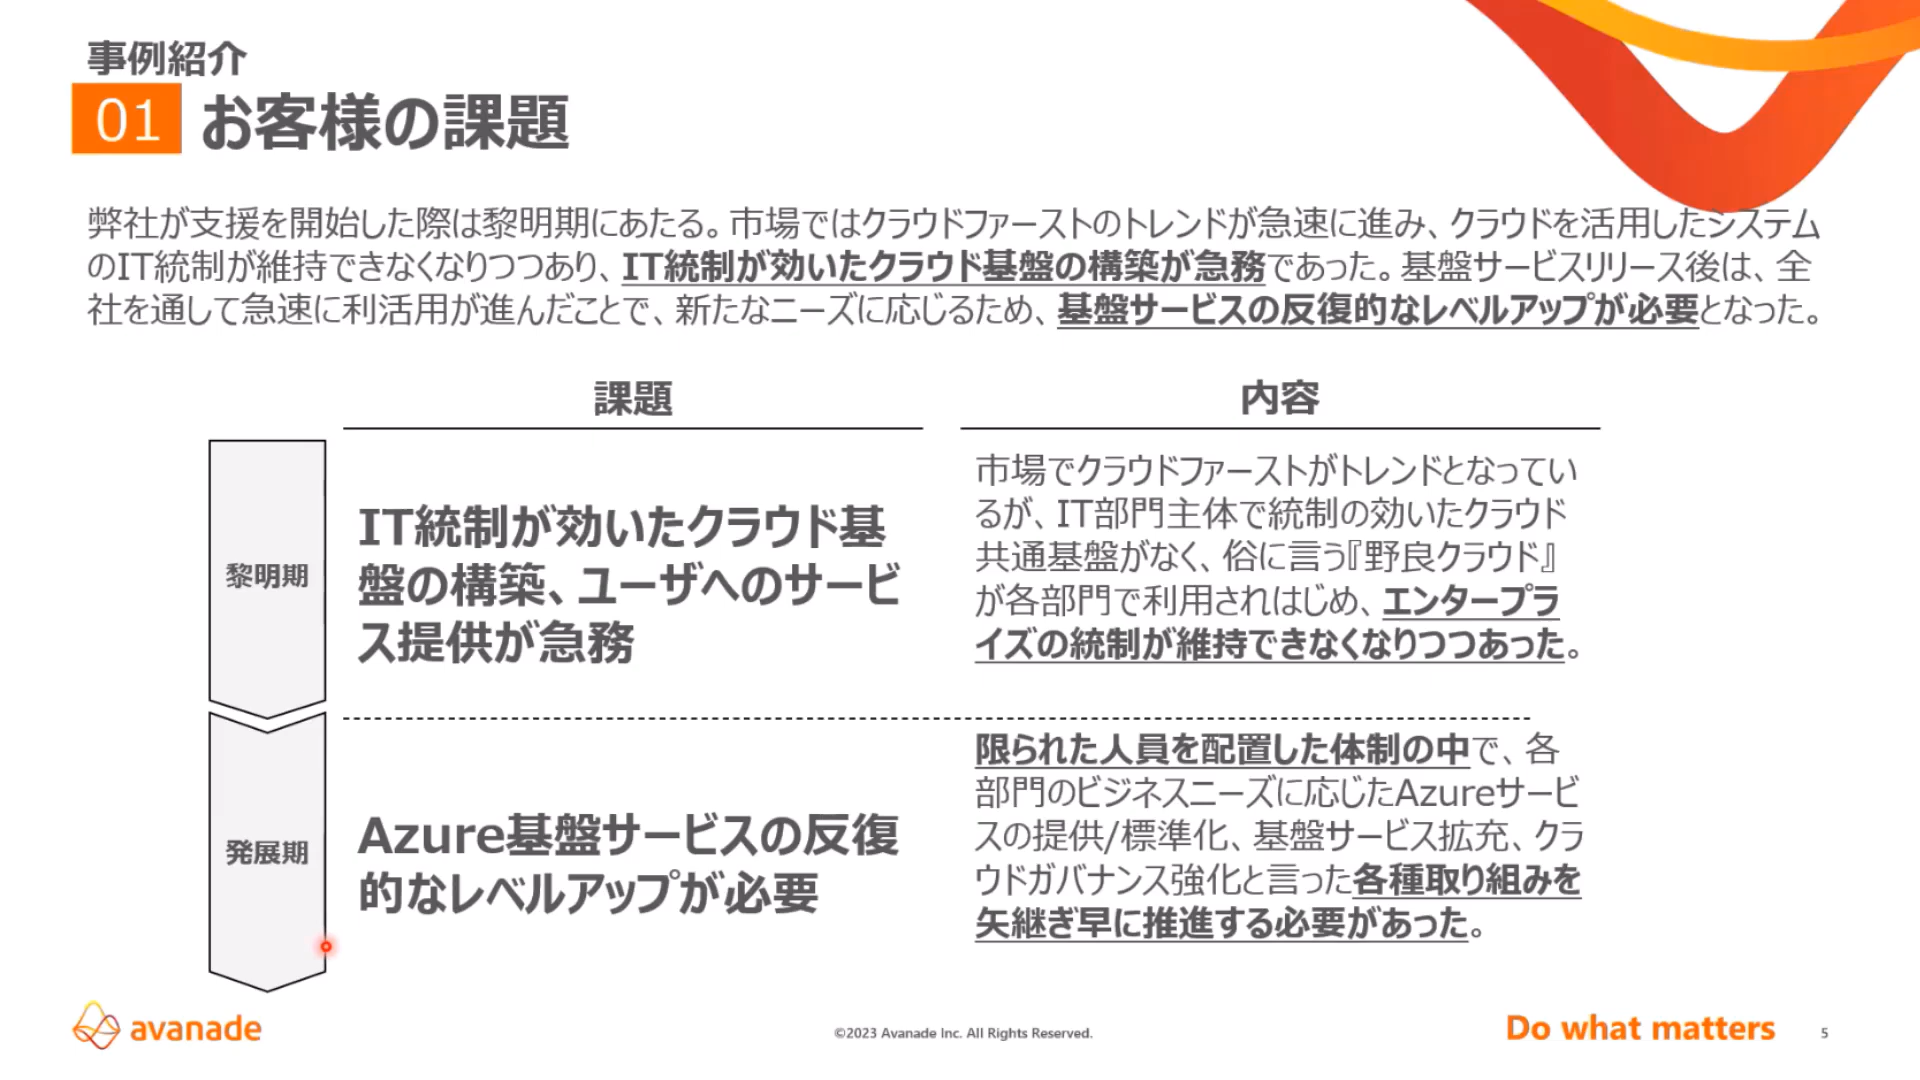 事例紹介
01 お客様の課題
弊社が支援を開始した際は黎明期にあたる。市場ではクラウドファーストのトレンドが急速に進み、クラウドを活用したシステム
のIT統制が維持できなくなりつつあり、IT統制が効いたクラウド基盤の構築が急務であった。基盤サービスリリース後は、全
社を通して急速に利活用が進んだことで、新たなニーズに応じるため、基盤サービスの反復的なレベルアップが必要となった。
課題
内容
黎明期
IT統制が効いたクラウド基
盤の構築、ユーザへのサービ
ス提供が急務
市場でクラウドファーストがトレンドとなってい
るが、IT部門主体で統制の効いたクラウド
共通基盤がなく、俗に言う『野良クラウド』
が各部門で利用されはじめ、エンタープラ
イズの統制が維持できなくなりつつあった。
発展期
Azure基盤サービスの反復
的なレベルアップが必要
限られた人員を配置した体制の中で、各
部門のビジネスニーズに応じたAzureサービ
スの提供/標準化、基盤サービス拡充、クラ
ウドガバナンス強化と言った各種取り組みを
矢継ぎ早に推進する必要があった。
avanade
©2023 Avanade Inc. All Rights Reserved.
Do what matters
5